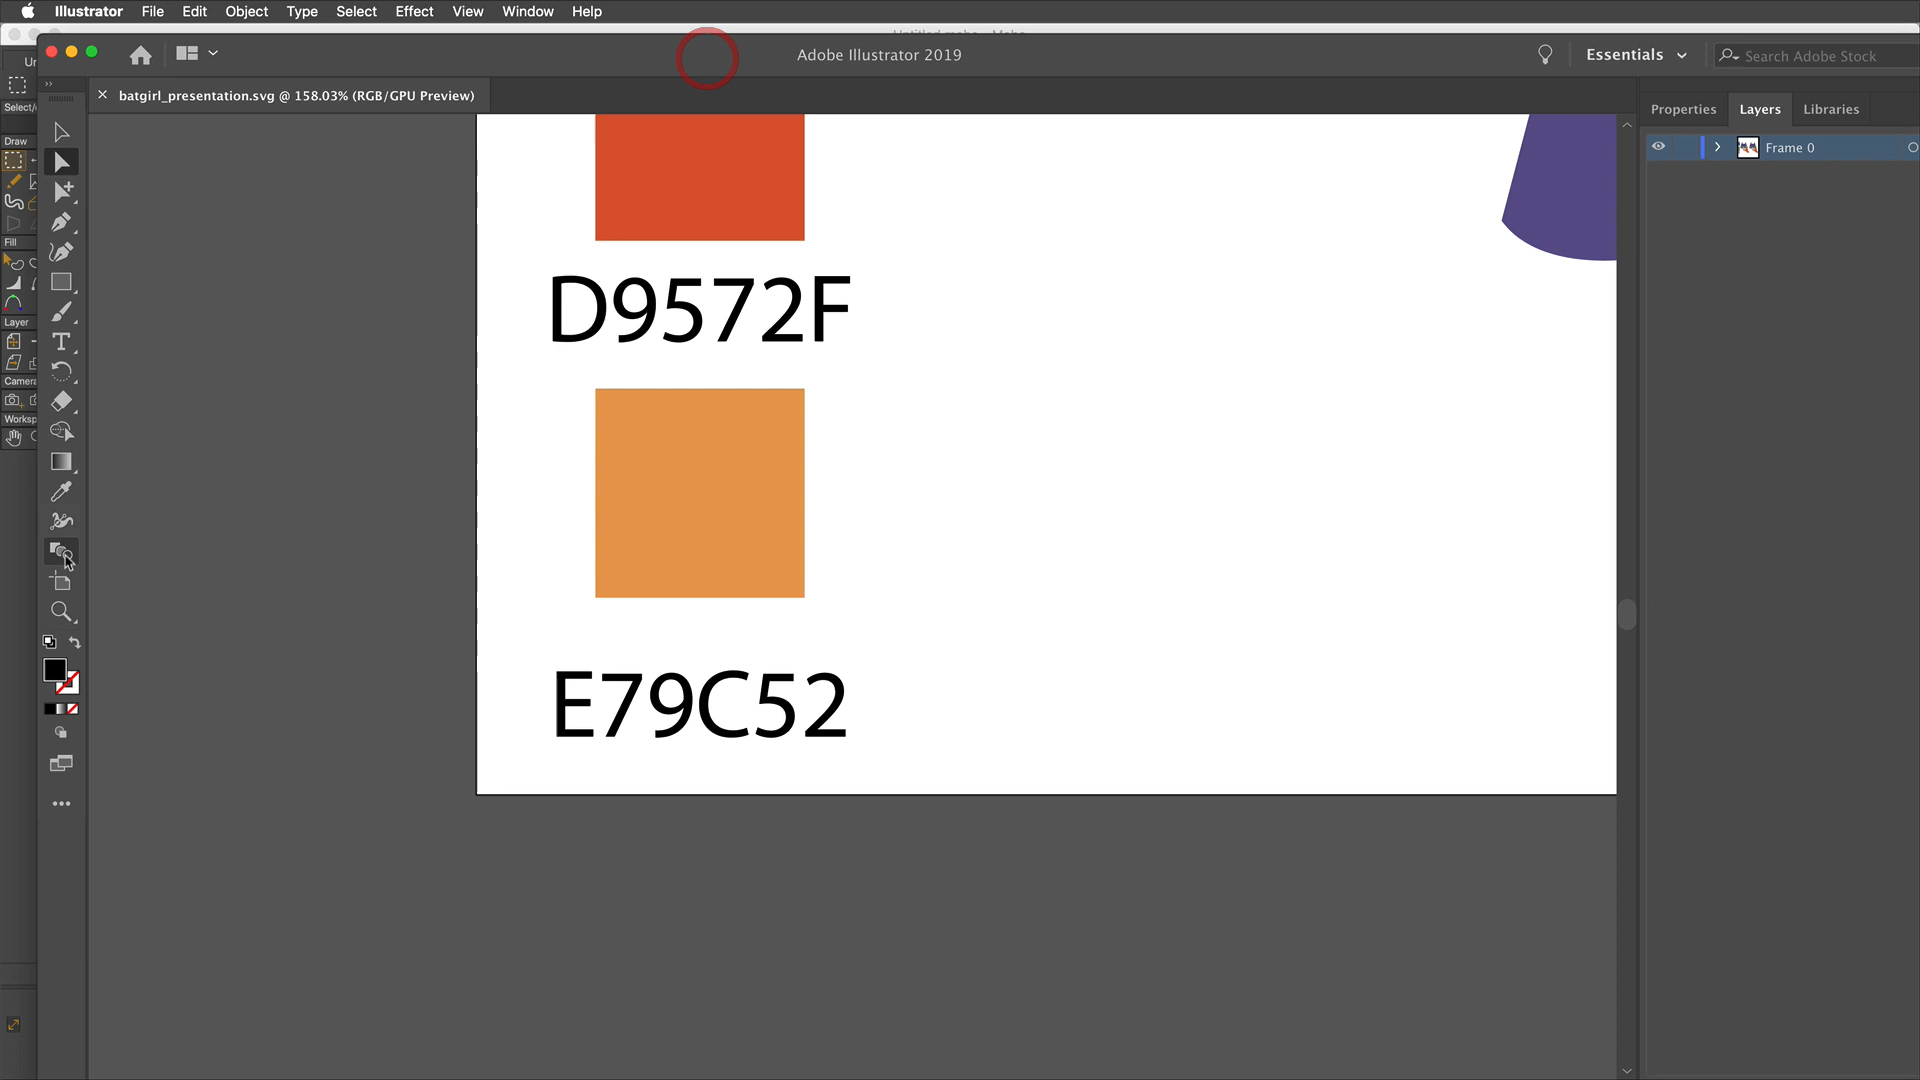 Illustrator File Edit Object Type Select Effect View Window Help
Adobe Illustrator 2019
Essentials
Search Adobe Stock
batgirl_presentation.svg @ 158.03% (RGB/GPU Preview)
Properties Layers Libraries
Frame 0
Draw
Fill
Layer
D9572F
E79C52